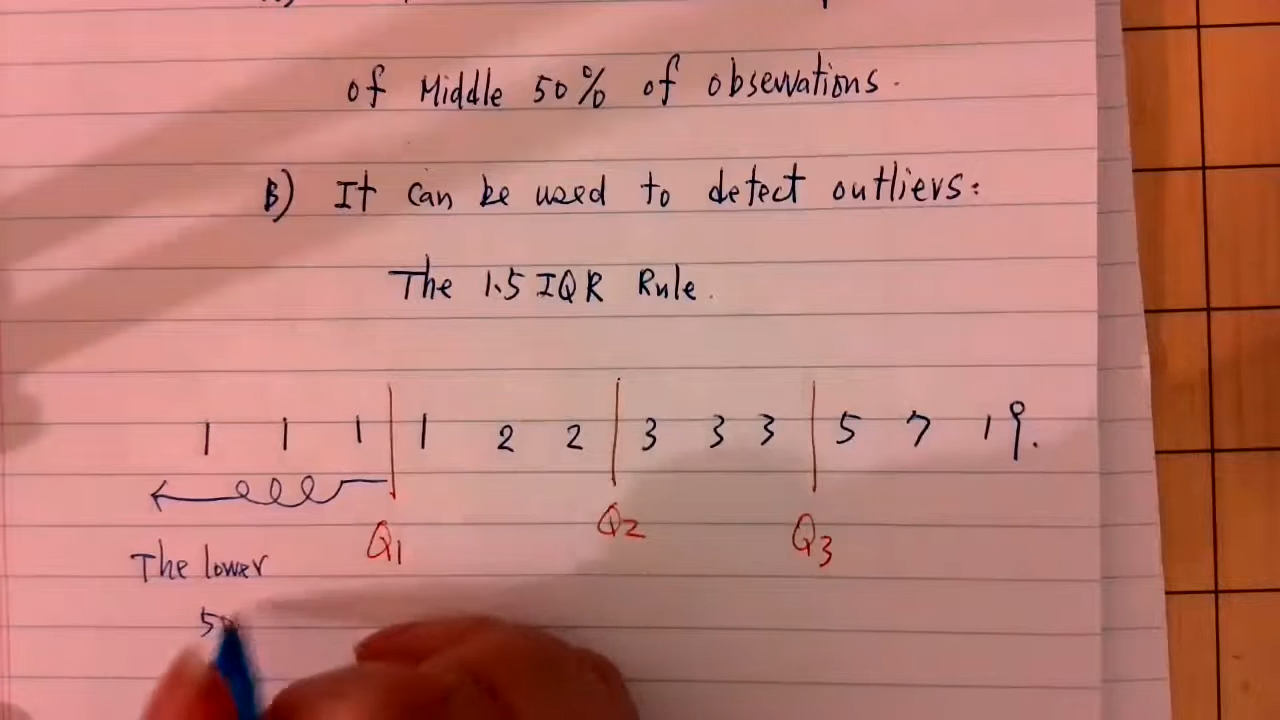 of Middle 50% of observations.
B) It can be used to detect outliers:
The 1.5 IQR Rule.
1 1 1 1 2 2 3 3 3 5 7 19.
Q1 Q2 Q3
The lower